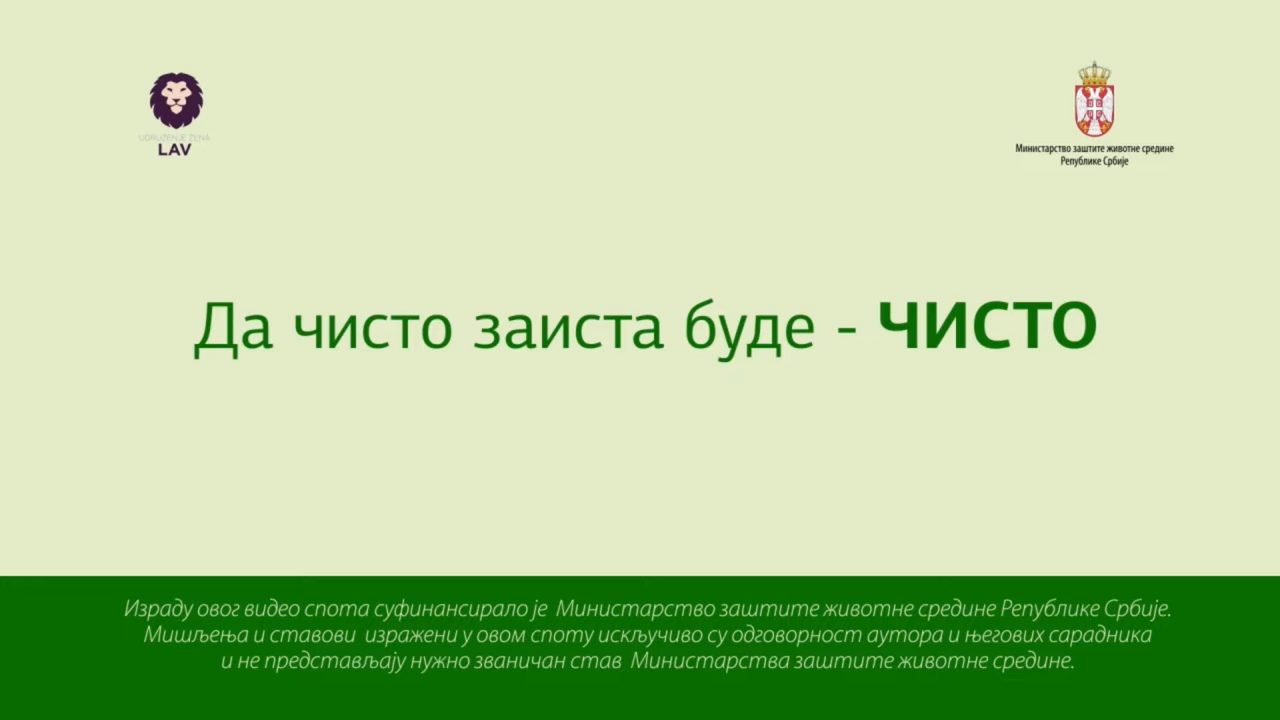 UDRUŽENJE ŽENA
LAV
Министарство заштите животне средине
Републике Србије
Да чисто заиста буде - ЧИСТО
Израду овог видео спота суфинансирало је Министарство заштите животне средине Републике Србије.
Мишљења и ставови изражени у овом споту искључиво су одговорност аутора и његових сарадника
и не представљају нужно званичан став Министарства заштите животне средине.